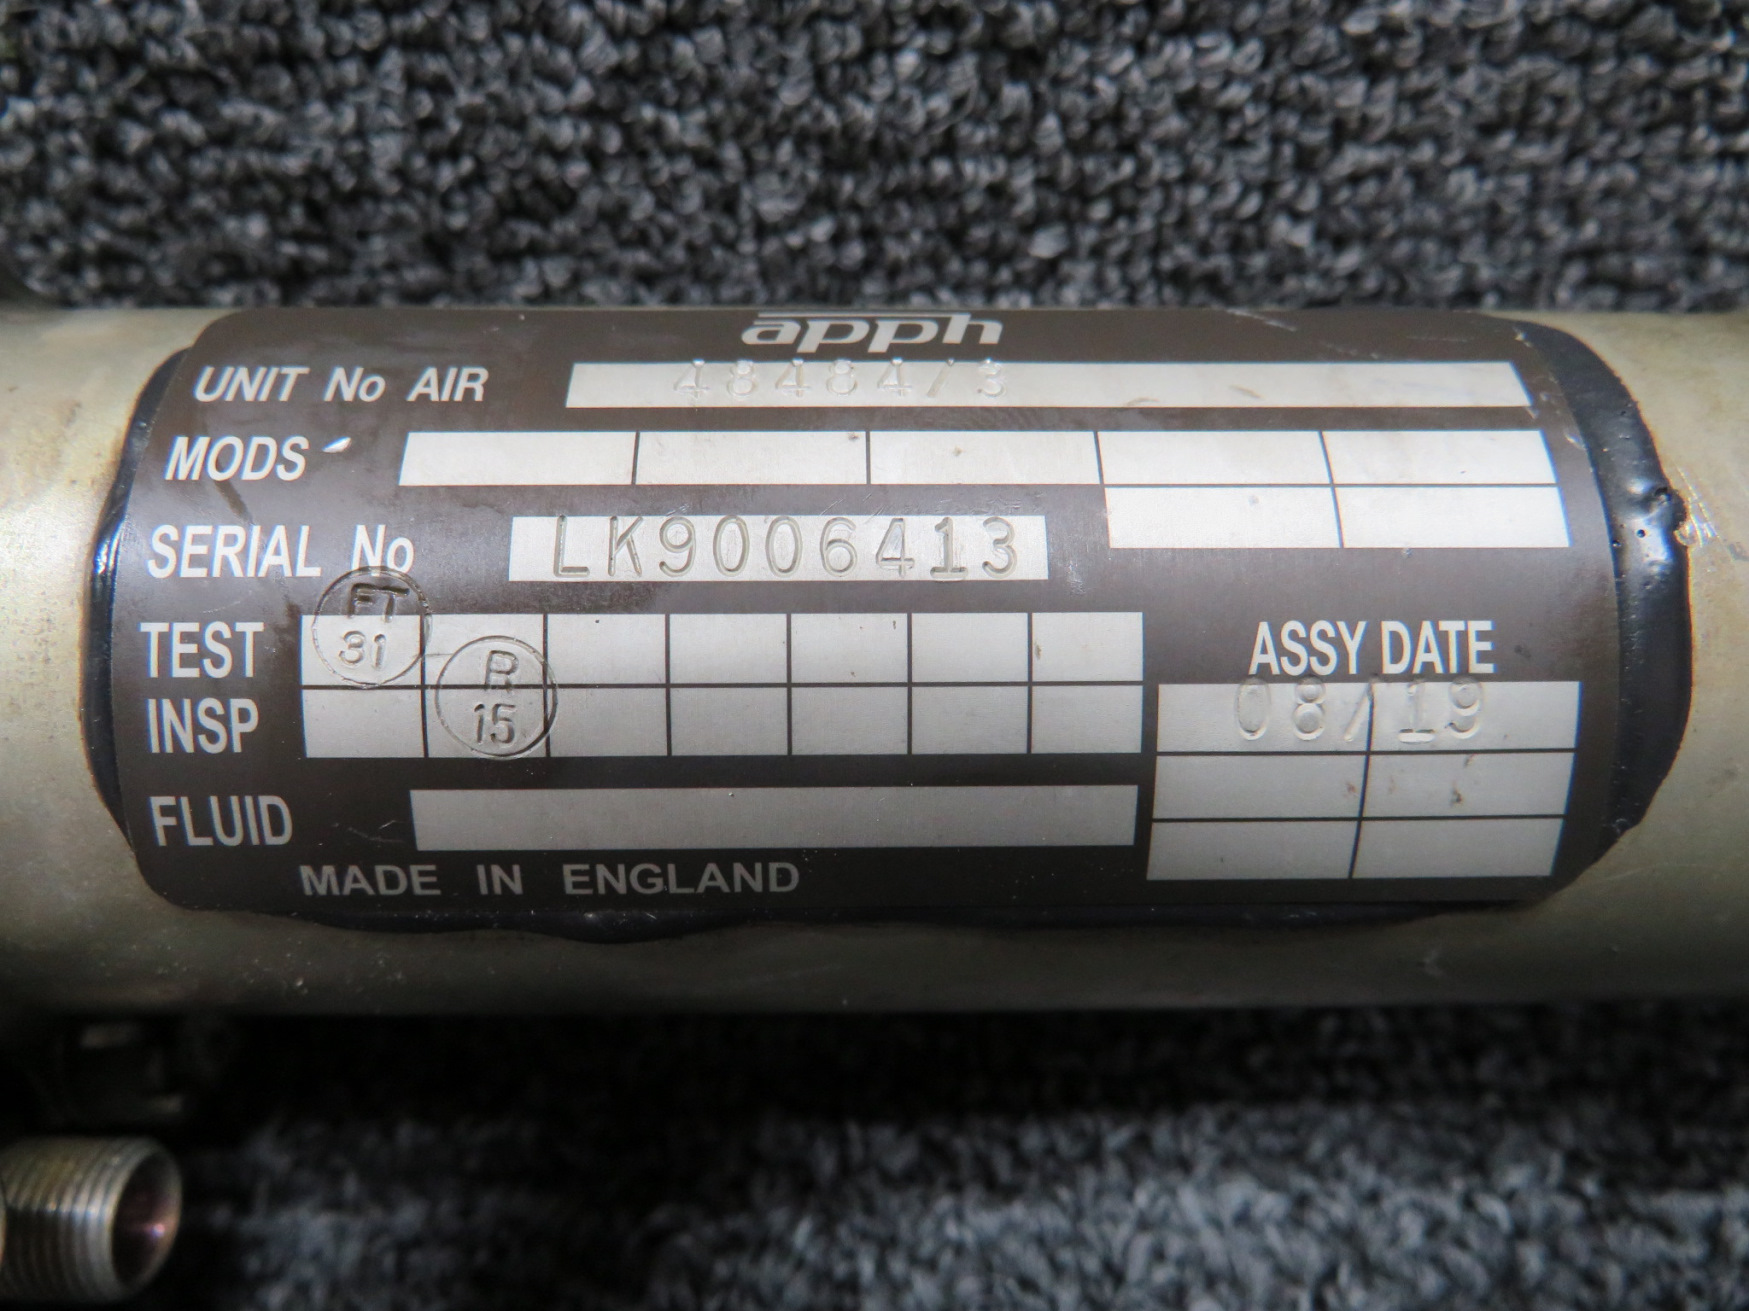 apph
UNIT No AIR 48484/3
MODS
SERIAL No LK9006413
FT
31
TEST
R
15
INSP
ASSY DATE
08/19
FLUID
MADE IN ENGLAND